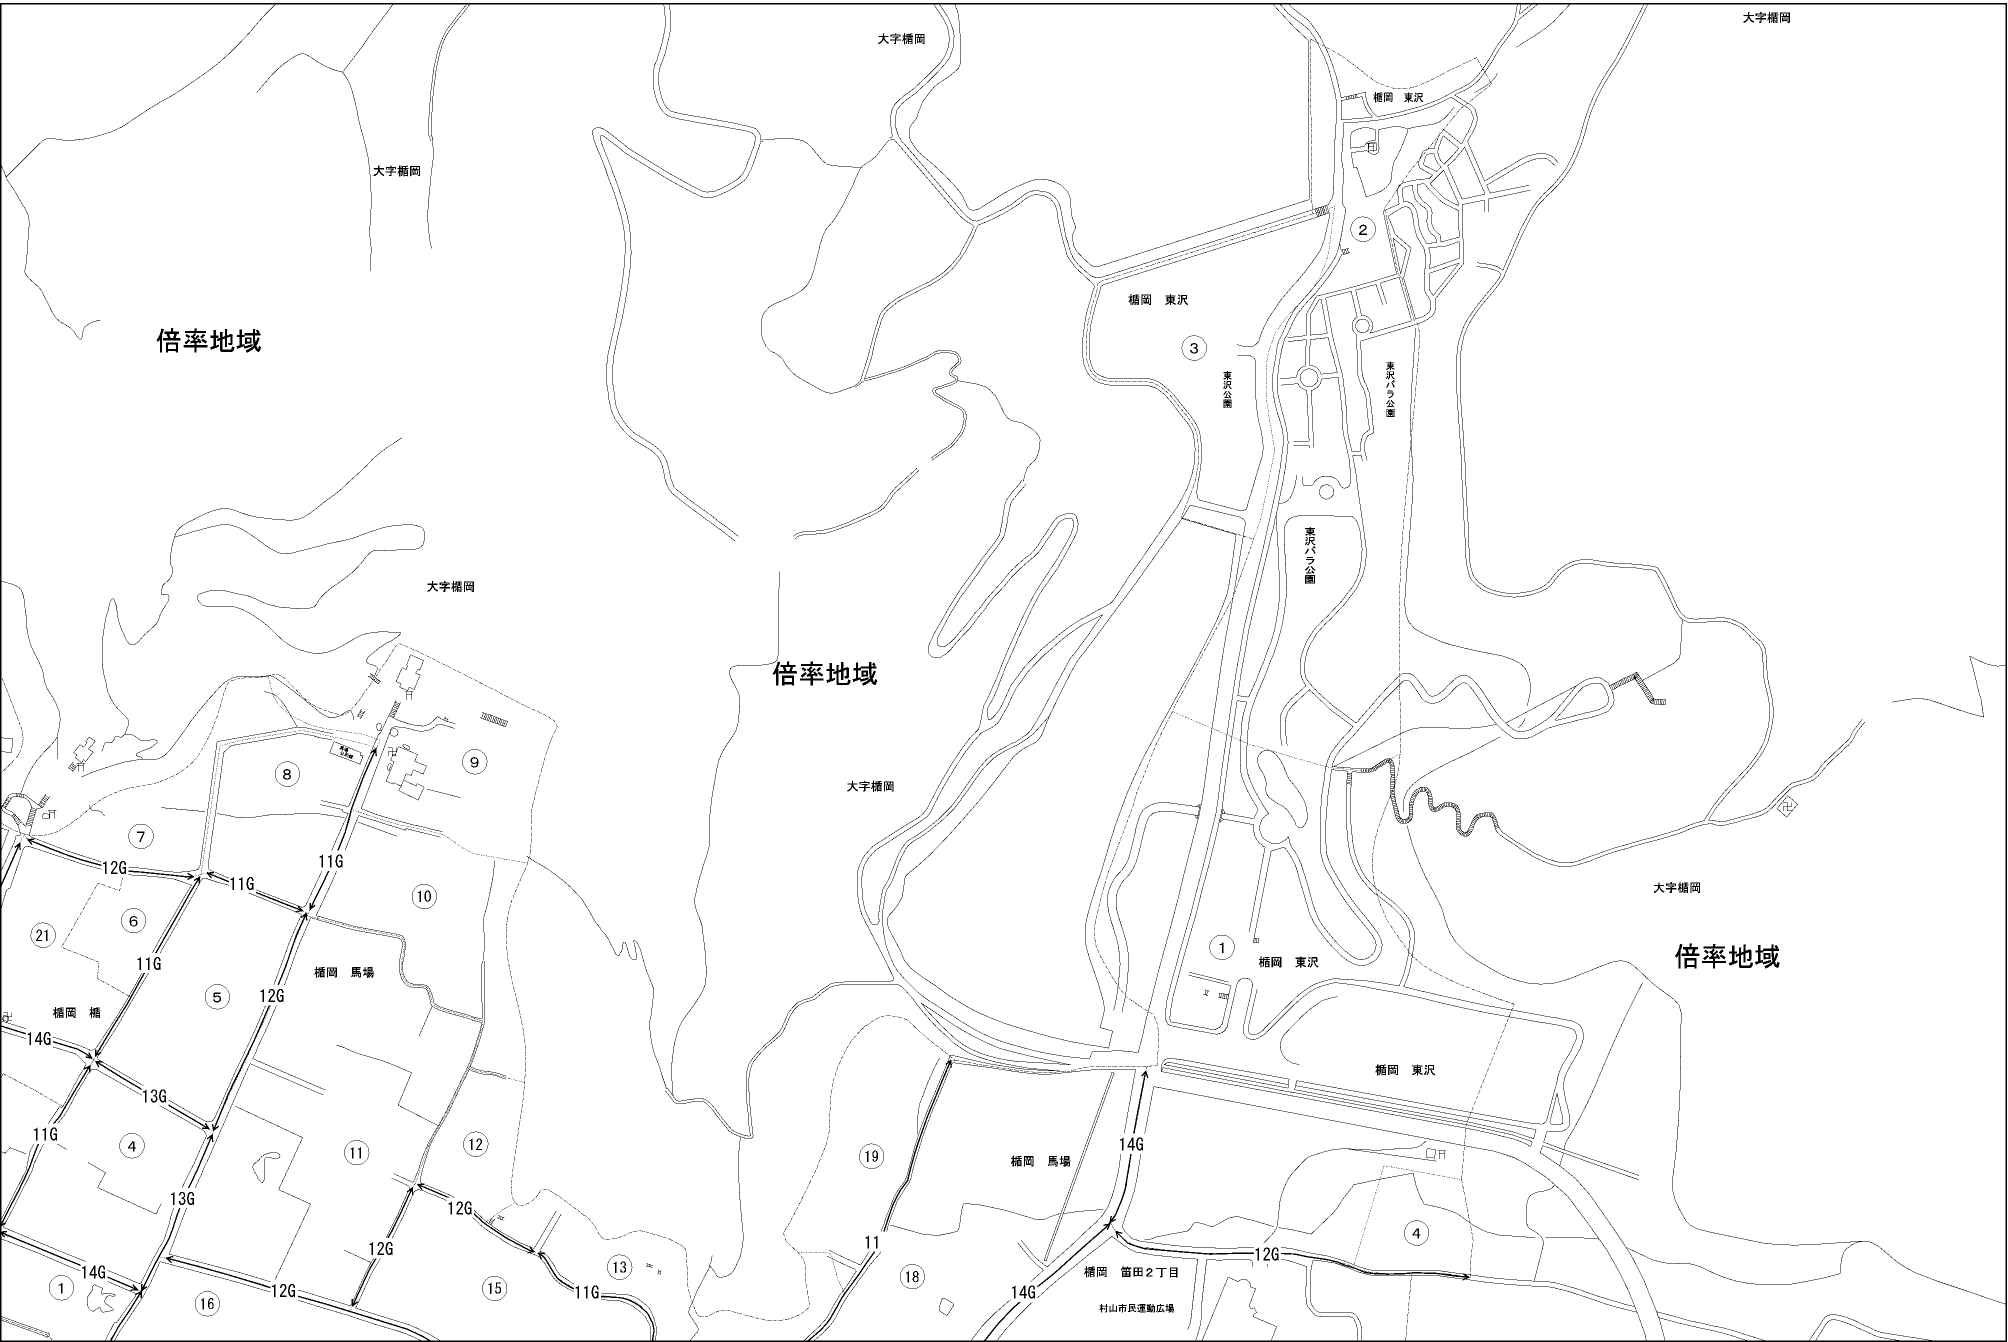 大字楯岡
大字楯岡
楯岡　東沢
大字楯岡
②
楯岡　東沢
倍率地域
③
東沢公園
東沢バラ公園
東沢バラ公園
大字楯岡
倍率地域
⑨
⑧
大字楯岡
⑦
11G
12G
11G
大字楯岡
⑩
⑥
21
①
倍率地域
11G
楯岡　東沢
楯岡　馬場
12G
⑤
楯岡　楯
14G
楯岡　東沢
13G
11G
④
⑪
⑫
14G
⑲
楯岡　馬場
13G
12G
④
11
12G
12G
14G
⑬
楯岡　笛田２丁目
⑱
①
12G
⑮
11G
14G
⑯
村山市民運動広場